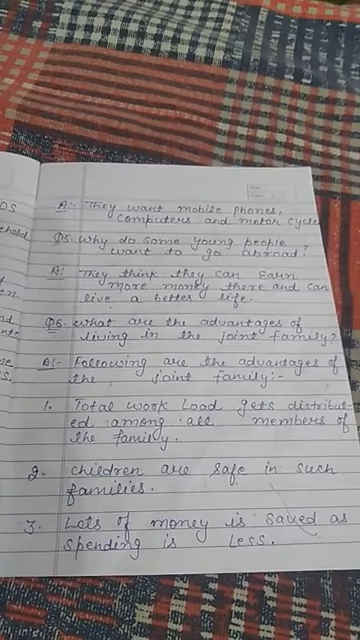 A:- They want mobile phones,
computers and motor cycle
Q5. Why do some young people
want to go abroad?
A: They think they can earn
more money there and can
live a better life.
Q6. What are the advantages of
living in the joint family?
A:- Following are the advantages of
the joint family:-
1. Total work Load gets distribut-
ed among all members of
the family.
2. children are safe in such
families.
3. Lots of money is saved as
spending is Less.